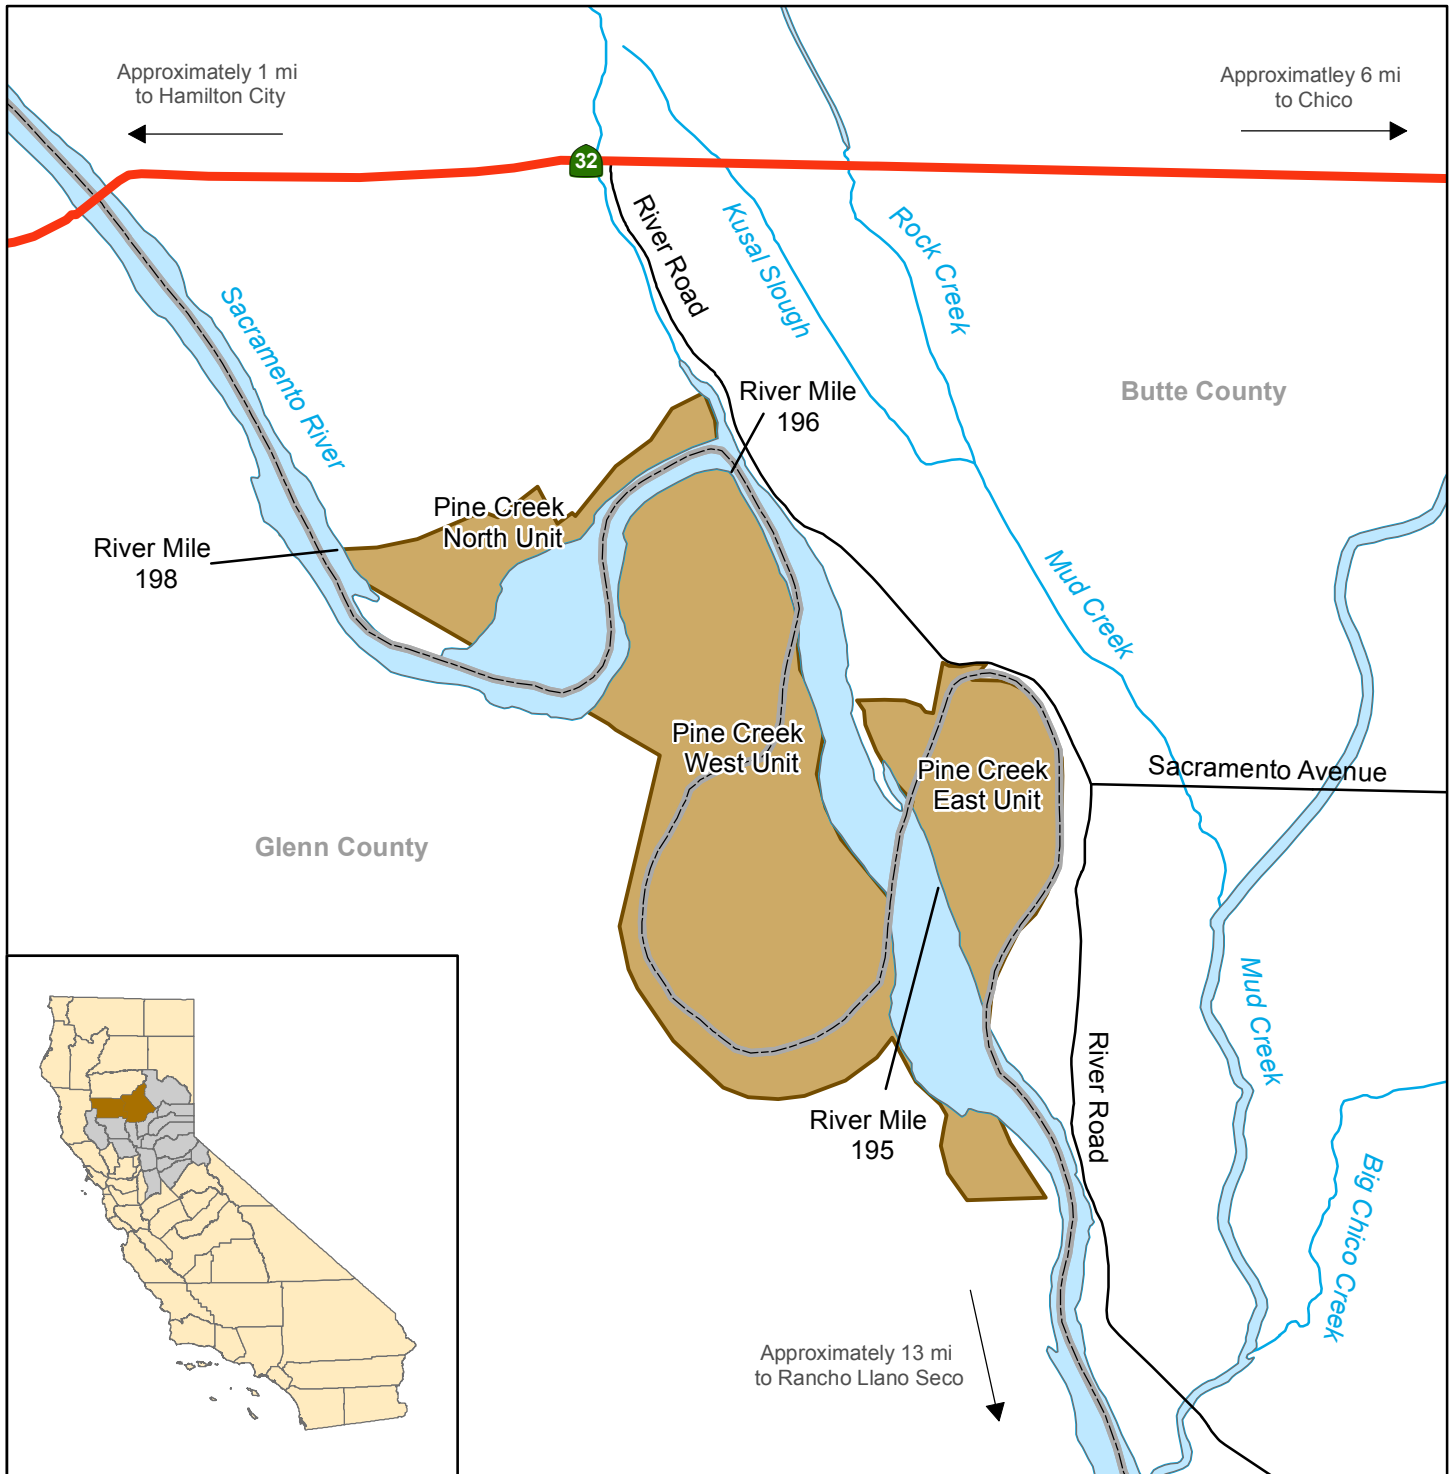 Approximately 1 mi
to Hamilton City
Approximatley 6 mi
to Chico
32
River Road
Kusal Slough
Rock Creek
Sacramento River
Butte County
River Mile
196
Pine Creek
North Unit
River Mile
198
Mud Creek
Pine Creek
West Unit
Pine Creek
East Unit
Sacramento Avenue
Glenn County
Mud Creek
River Road
River Mile
195
Big Chico Creek
Approximately 13 mi
to Rancho Llano Seco